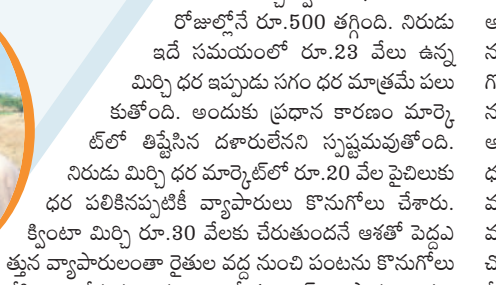 రోజుల్లోనే రూ.500 తగ్గింది. నిరుడు
ఇదే సమయంలో రూ.23 వేలు ఉన్న
మిర్చి ధర ఇప్పుడు సగం ధర మాత్రమే పలు
కుతోంది. అందుకు ప్రధాన కారణం మార్కె
ట్‌లో తిష్టేసిన దళారులేనని స్పష్టమవుతోంది.
నిరుడు మిర్చి ధర మార్కెట్‌లో రూ.20 వేల పైచిలుకు
ధర పలికినప్పటికీ వ్యాపారులు కొనుగోలు చేశారు.
క్వింటా మిర్చి రూ.30 వేలకు చేరుతుందనే ఆశతో పెద్దఎ
త్తున వ్యాపారులంతా రైతుల వద్ద నుంచి పంటను కొనుగోలు